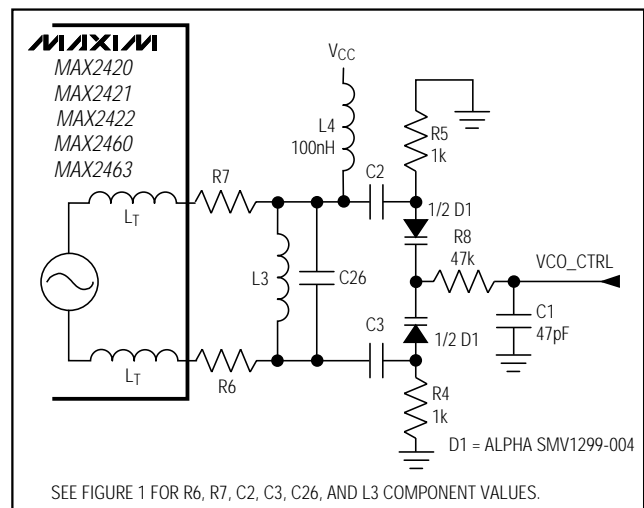 MAXIM
MAX2420
MAX2421
MAX2422
MAX2460
MAX2463
VCC
L4
100nH
R5
1k
C2
R7
1/2 D1
R8
47k
VCO_CTRL
LT
L3
C26
C1
47pF
C3
1/2 D1
LT
R6
R4
1k
D1 = ALPHA SMV1299-004
SEE FIGURE 1 FOR R6, R7, C2, C3, C26, AND L3 COMPONENT VALUES.